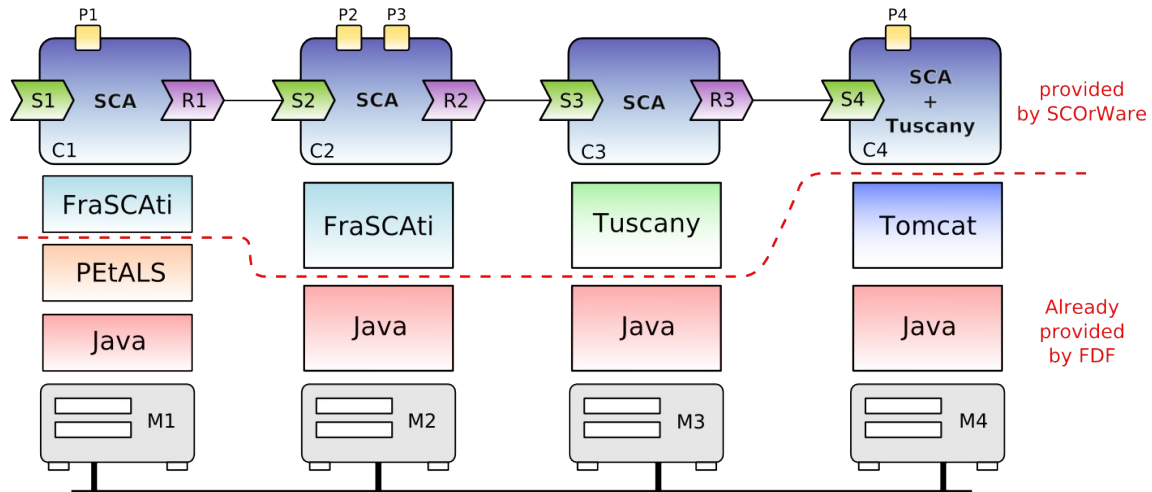 P1
P2
P3
P4
S1
SCA
R1
C1
S2
SCA
R2
C2
S3
SCA
R3
C3
S4
SCA
+
Tuscany
C4
provided
by SCOrWare
FraSCAti
FraSCAti
Tuscany
Tomcat
PEtALS
Java
Java
Java
Java
Already
provided
by FDF
M1
M2
M3
M4